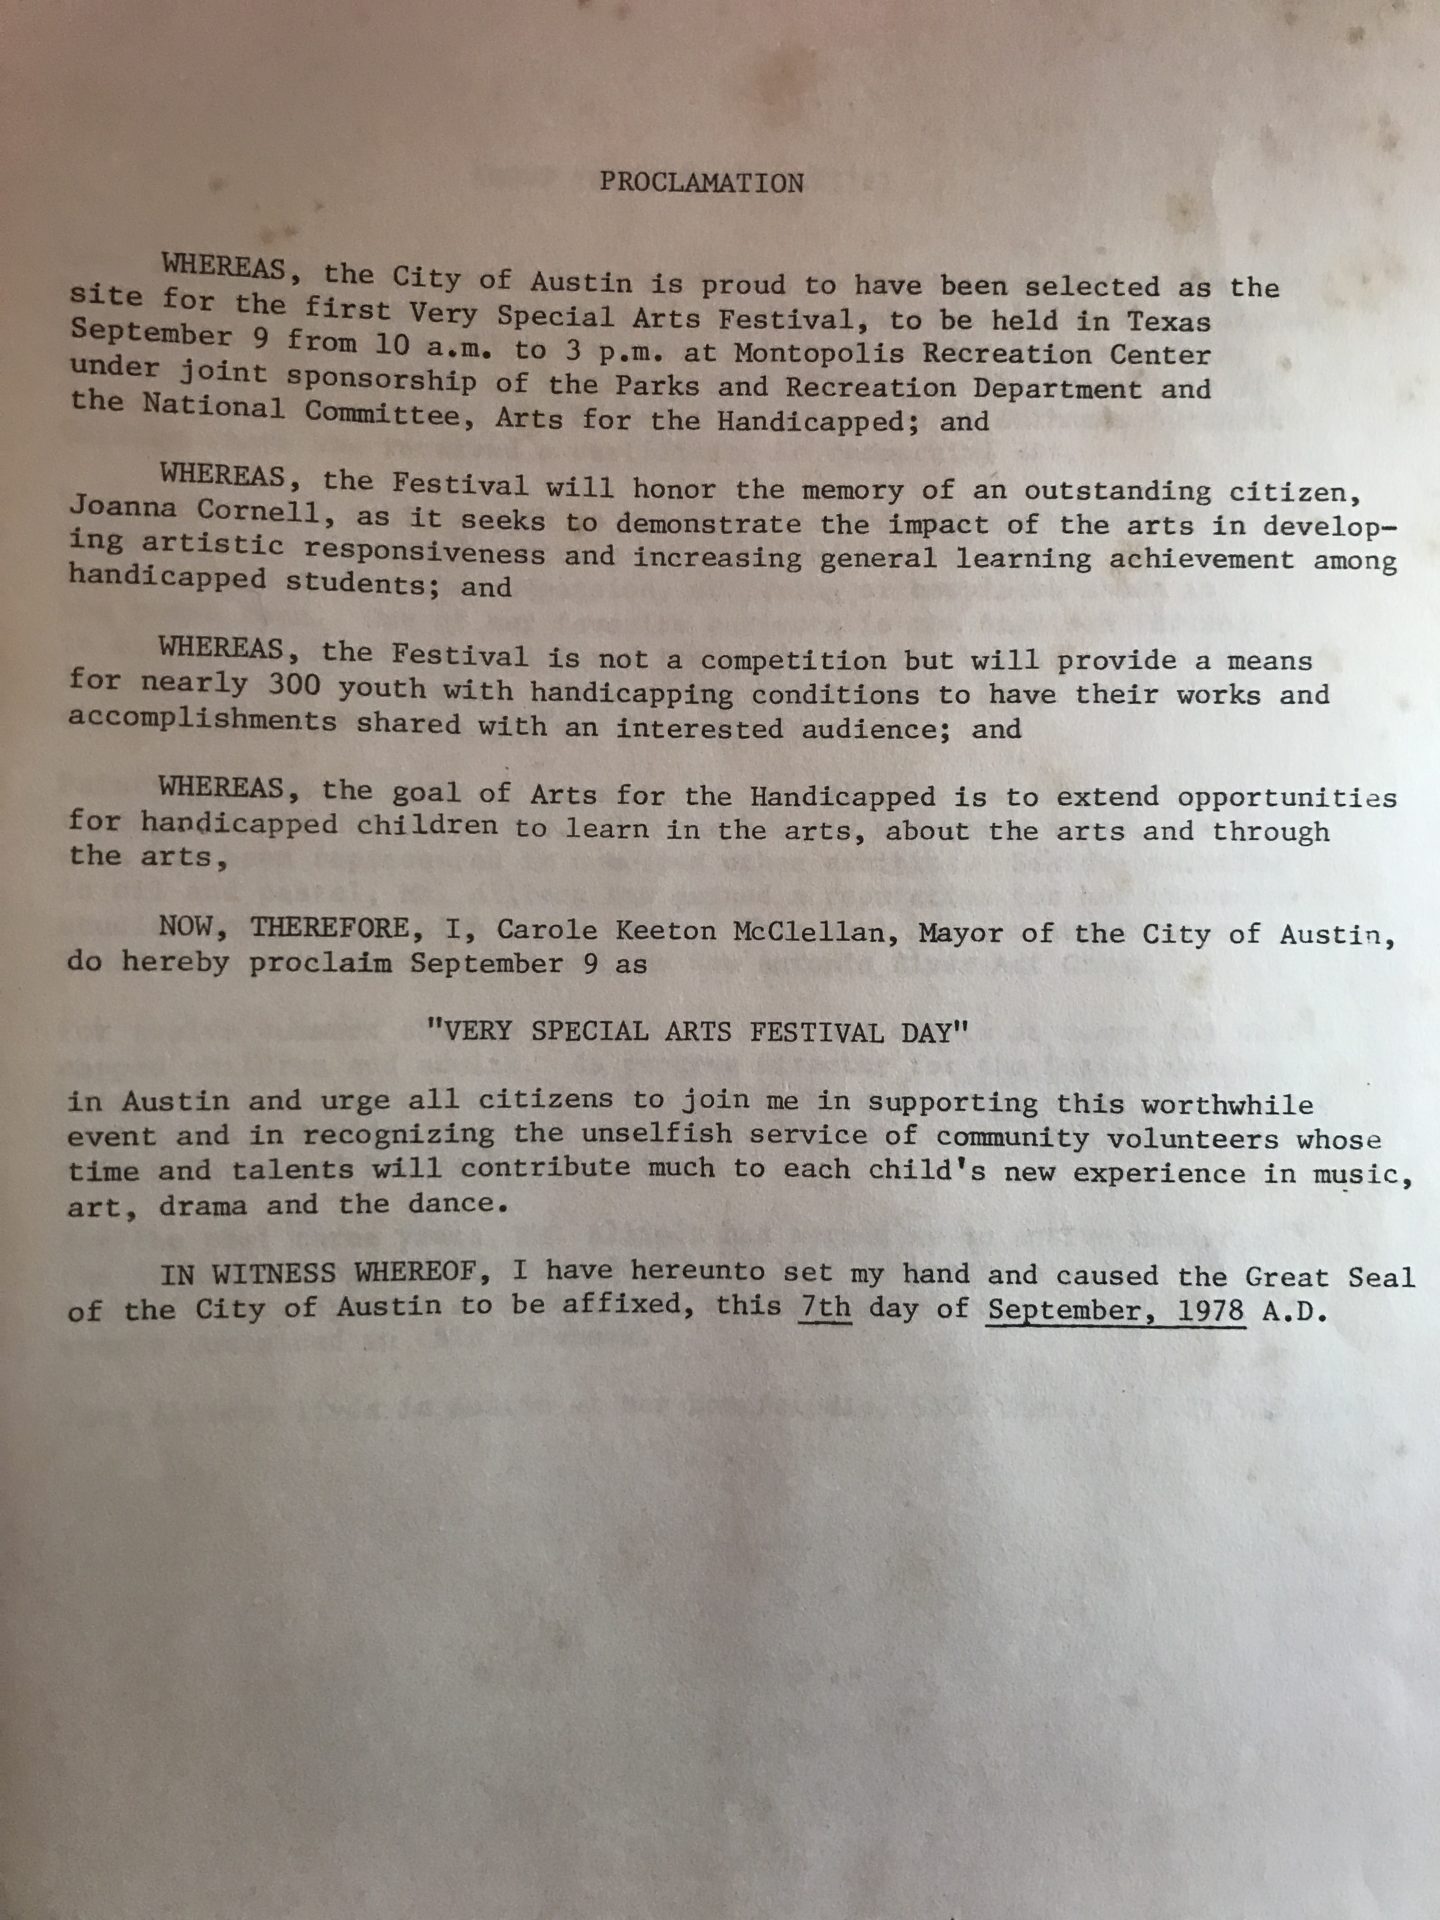 PROCLAMATION
WHEREAS, the City of Austin is proud to have been selected as the
site for the first Very Special Arts Festival, to be held in Texas
September 9 from 10 a.m. to 3 p.m. at Montopolis Recreation Center
under joint sponsorship of the Parks and Recreation Department and
the National Committee, Arts for the Handicapped; and
WHEREAS, the Festival will honor the memory of an outstanding citizen,
Joanna Cornell, as it seeks to demonstrate the impact of the arts in develop-
ing artistic responsiveness and increasing general learning achievement among
handicapped students; and
WHEREAS, the Festival is not a competition but will provide a means
for nearly 300 youth with handicapping conditions to have their works and
accomplishments shared with an interested audience; and
WHEREAS, the goal of Arts for the Handicapped is to extend opportunities
for handicapped children to learn in the arts, about the arts and through
the arts,
NOW, THEREFORE, I, Carole Keeton McClellan, Mayor of the City of Austin,
do hereby proclaim September 9 as
"VERY SPECIAL ARTS FESTIVAL DAY"
in Austin and urge all citizens to join me in supporting this worthwhile
event and in recognizing the unselfish service of community volunteers whose
time and talents will contribute much to each child's new experience in music,
art, drama and the dance.
IN WITNESS WHEREOF, I have hereunto set my hand and caused the Great Seal
of the City of Austin to be affixed, this 7th day of September, 1978 A.D.